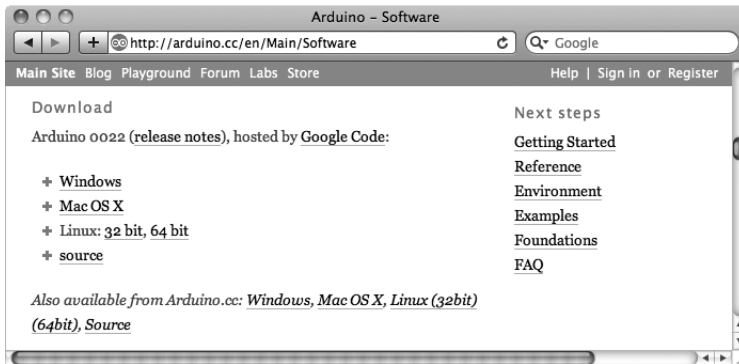 Arduino – Software
http://arduino.cc/en/Main/Software
Google
Main Site Blog Playground Forum Labs Store
Help | Sign in or Register
Download
Arduino 0022 (release notes), hosted by Google Code:
+ Windows
+ Mac OS X
+ Linux: 32 bit, 64 bit
+ source
Also available from Arduino.cc: Windows, Mac OS X, Linux (32bit)
(64bit), Source
Next steps
Getting Started
Reference
Environment
Examples
Foundations
FAQ